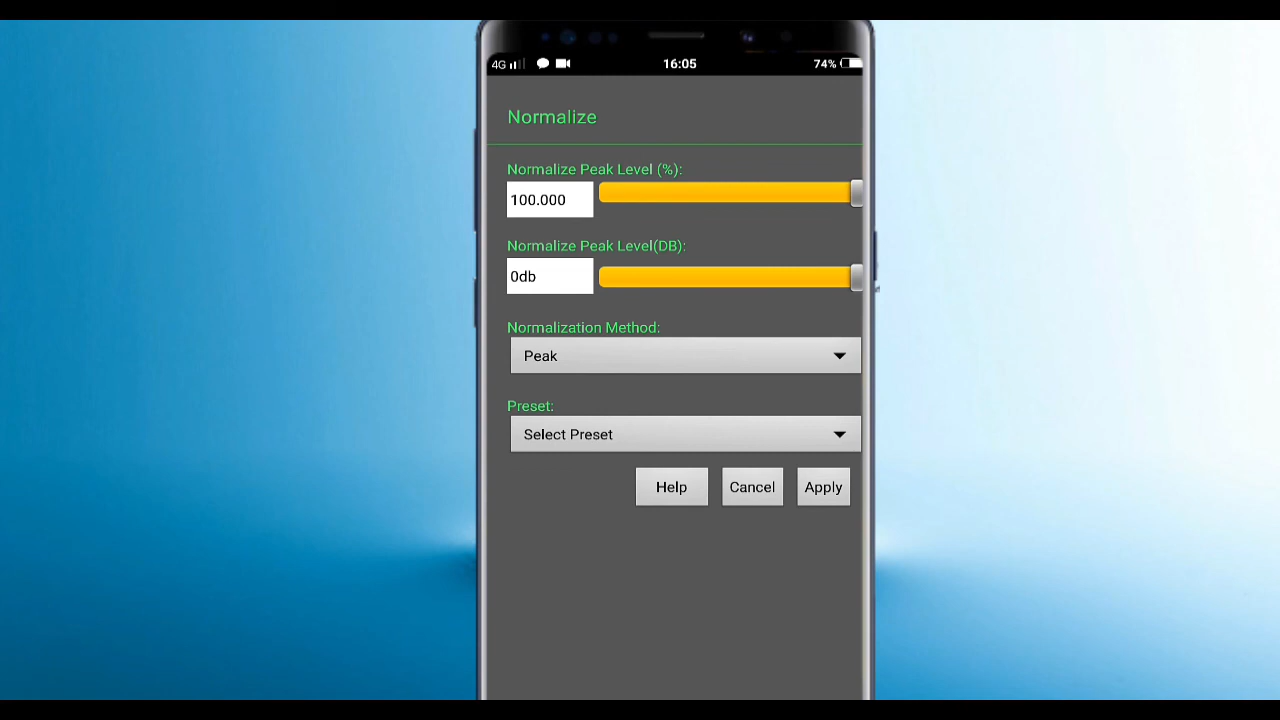 4G 16:05 74%
Normalize
Normalize Peak Level (%):
100.000
Normalize Peak Level(DB):
0db
Normalization Method:
Peak
Preset:
Select Preset
Help Cancel Apply